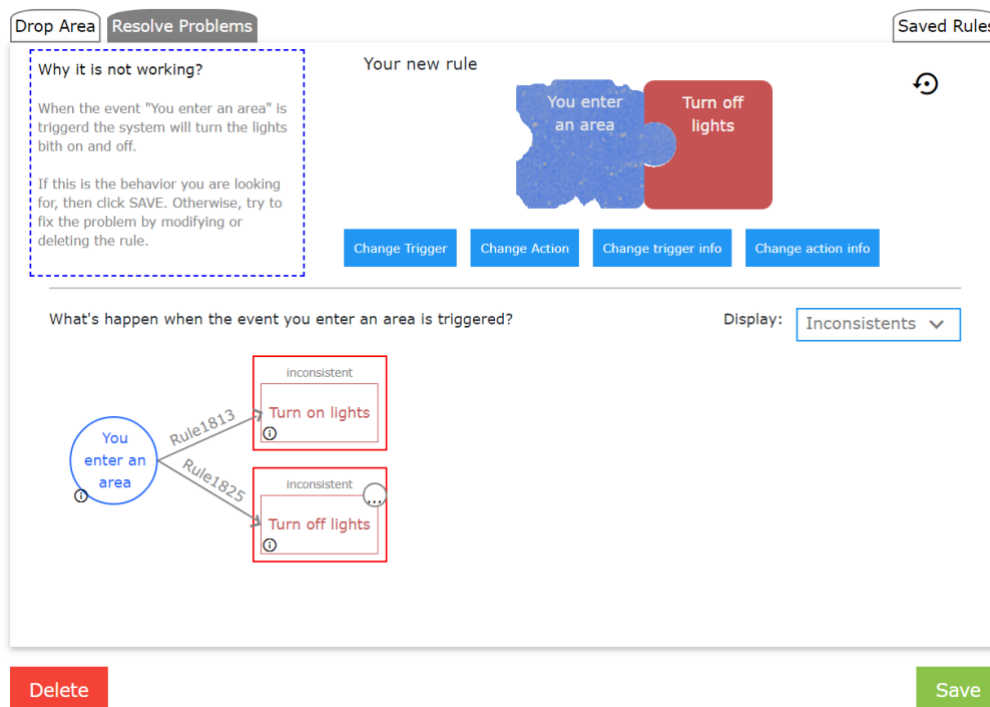 Drop Area
Resolve Problems
Saved Rules
Why it is not working?
When the event "You enter an area" is
triggerd the system will turn the lights
bith on and off.
If this is the behavior you are looking
for, then click SAVE. Otherwise, try to
fix the problem by modifying or
deleting the rule.
Your new rule
You enter
an area
Turn off
lights
Change Trigger
Change Action
Change trigger info
Change action info
What's happen when the event you enter an area is triggered?
Display:
Inconsistents
You
enter an
area
Rule1813
Rule1825
inconsistent
Turn on lights
inconsistent
...
Turn off lights
Delete
Save